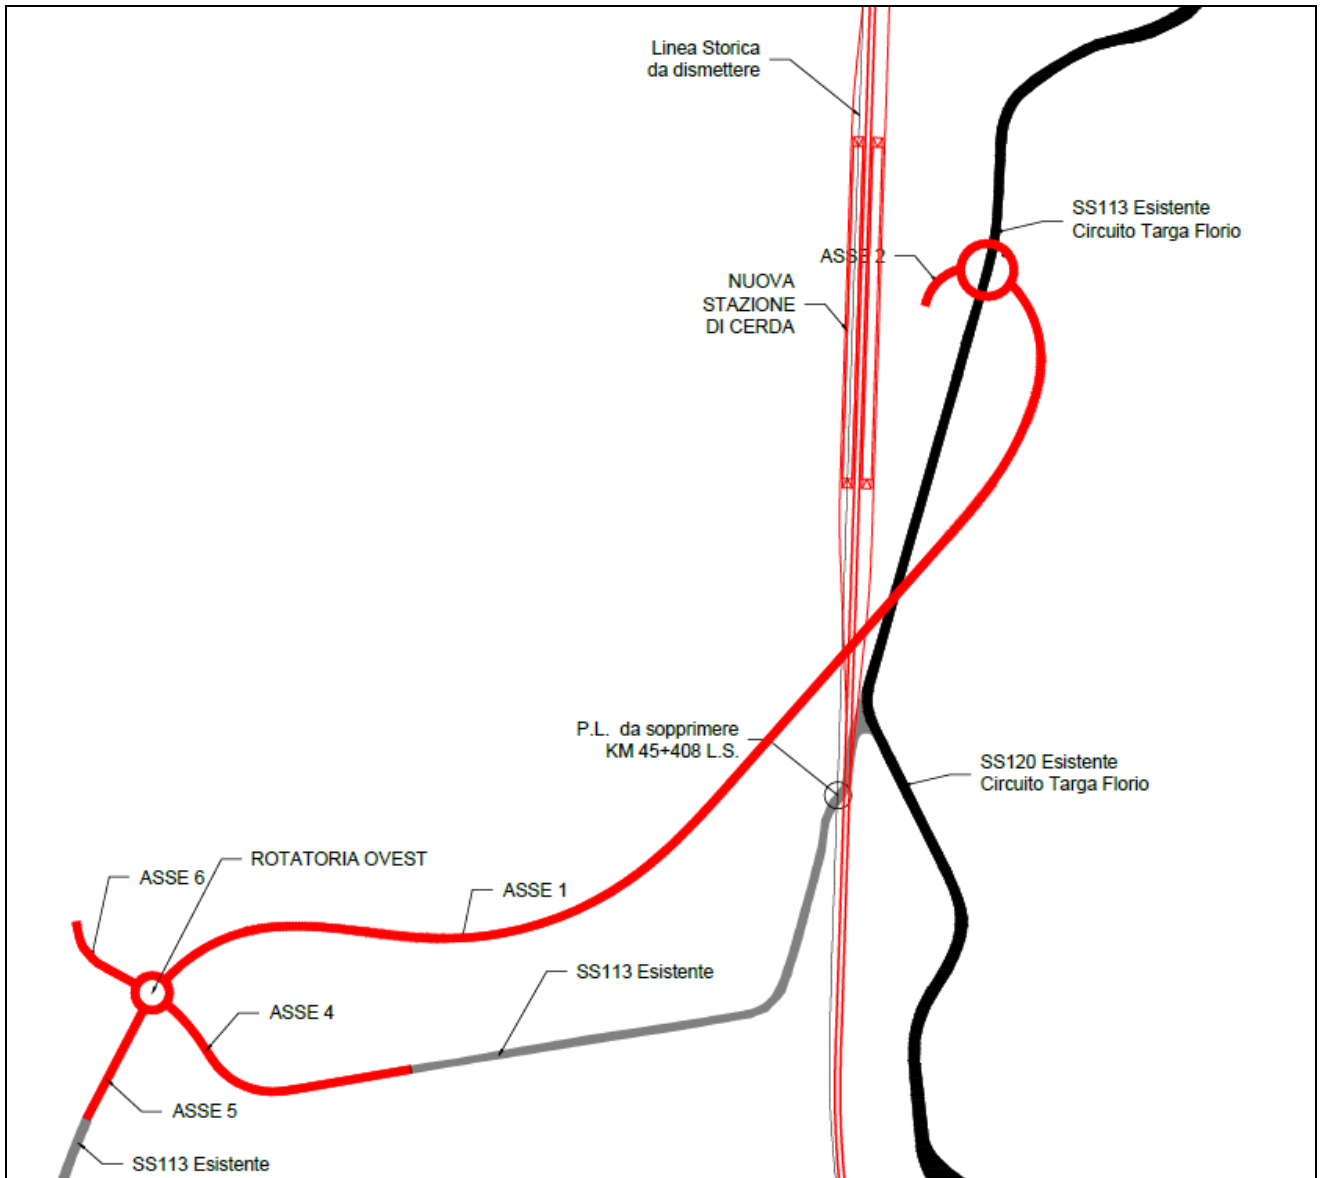 Linea Storica
da dismettere
SS113 Esistente
Circuito Targa Florio
ASSE 2
NUOVA
STAZIONE
DI CERDA
P.L. da sopprimere
KM 45+408 L.S.
SS120 Esistente
Circuito Targa Florio
ROTATORIA OVEST
ASSE 6
ASSE 1
SS113 Esistente
ASSE 4
ASSE 5
SS113 Esistente